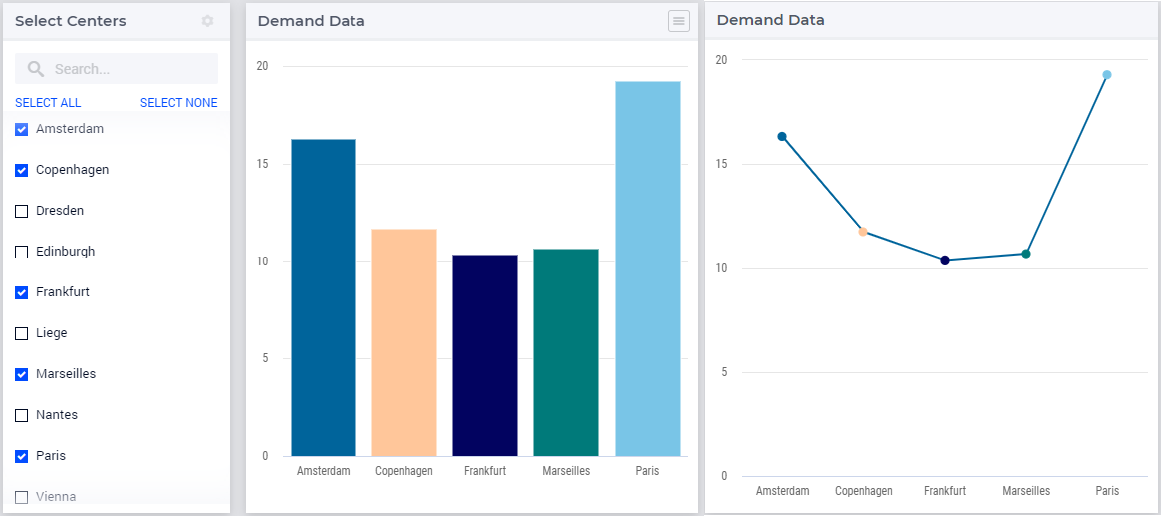 Select Centers
Search...
SELECT ALL SELECT NONE
Amsterdam
Copenhagen
Dresden
Edinburgh
Frankfurt
Liege
Marseilles
Nantes
Paris
Vienna
Demand Data
20
15
10
5
0
Amsterdam Copenhagen Frankfurt Marseilles Paris
Demand Data
20
15
10
5
0
Amsterdam Copenhagen Frankfurt Marseilles Paris